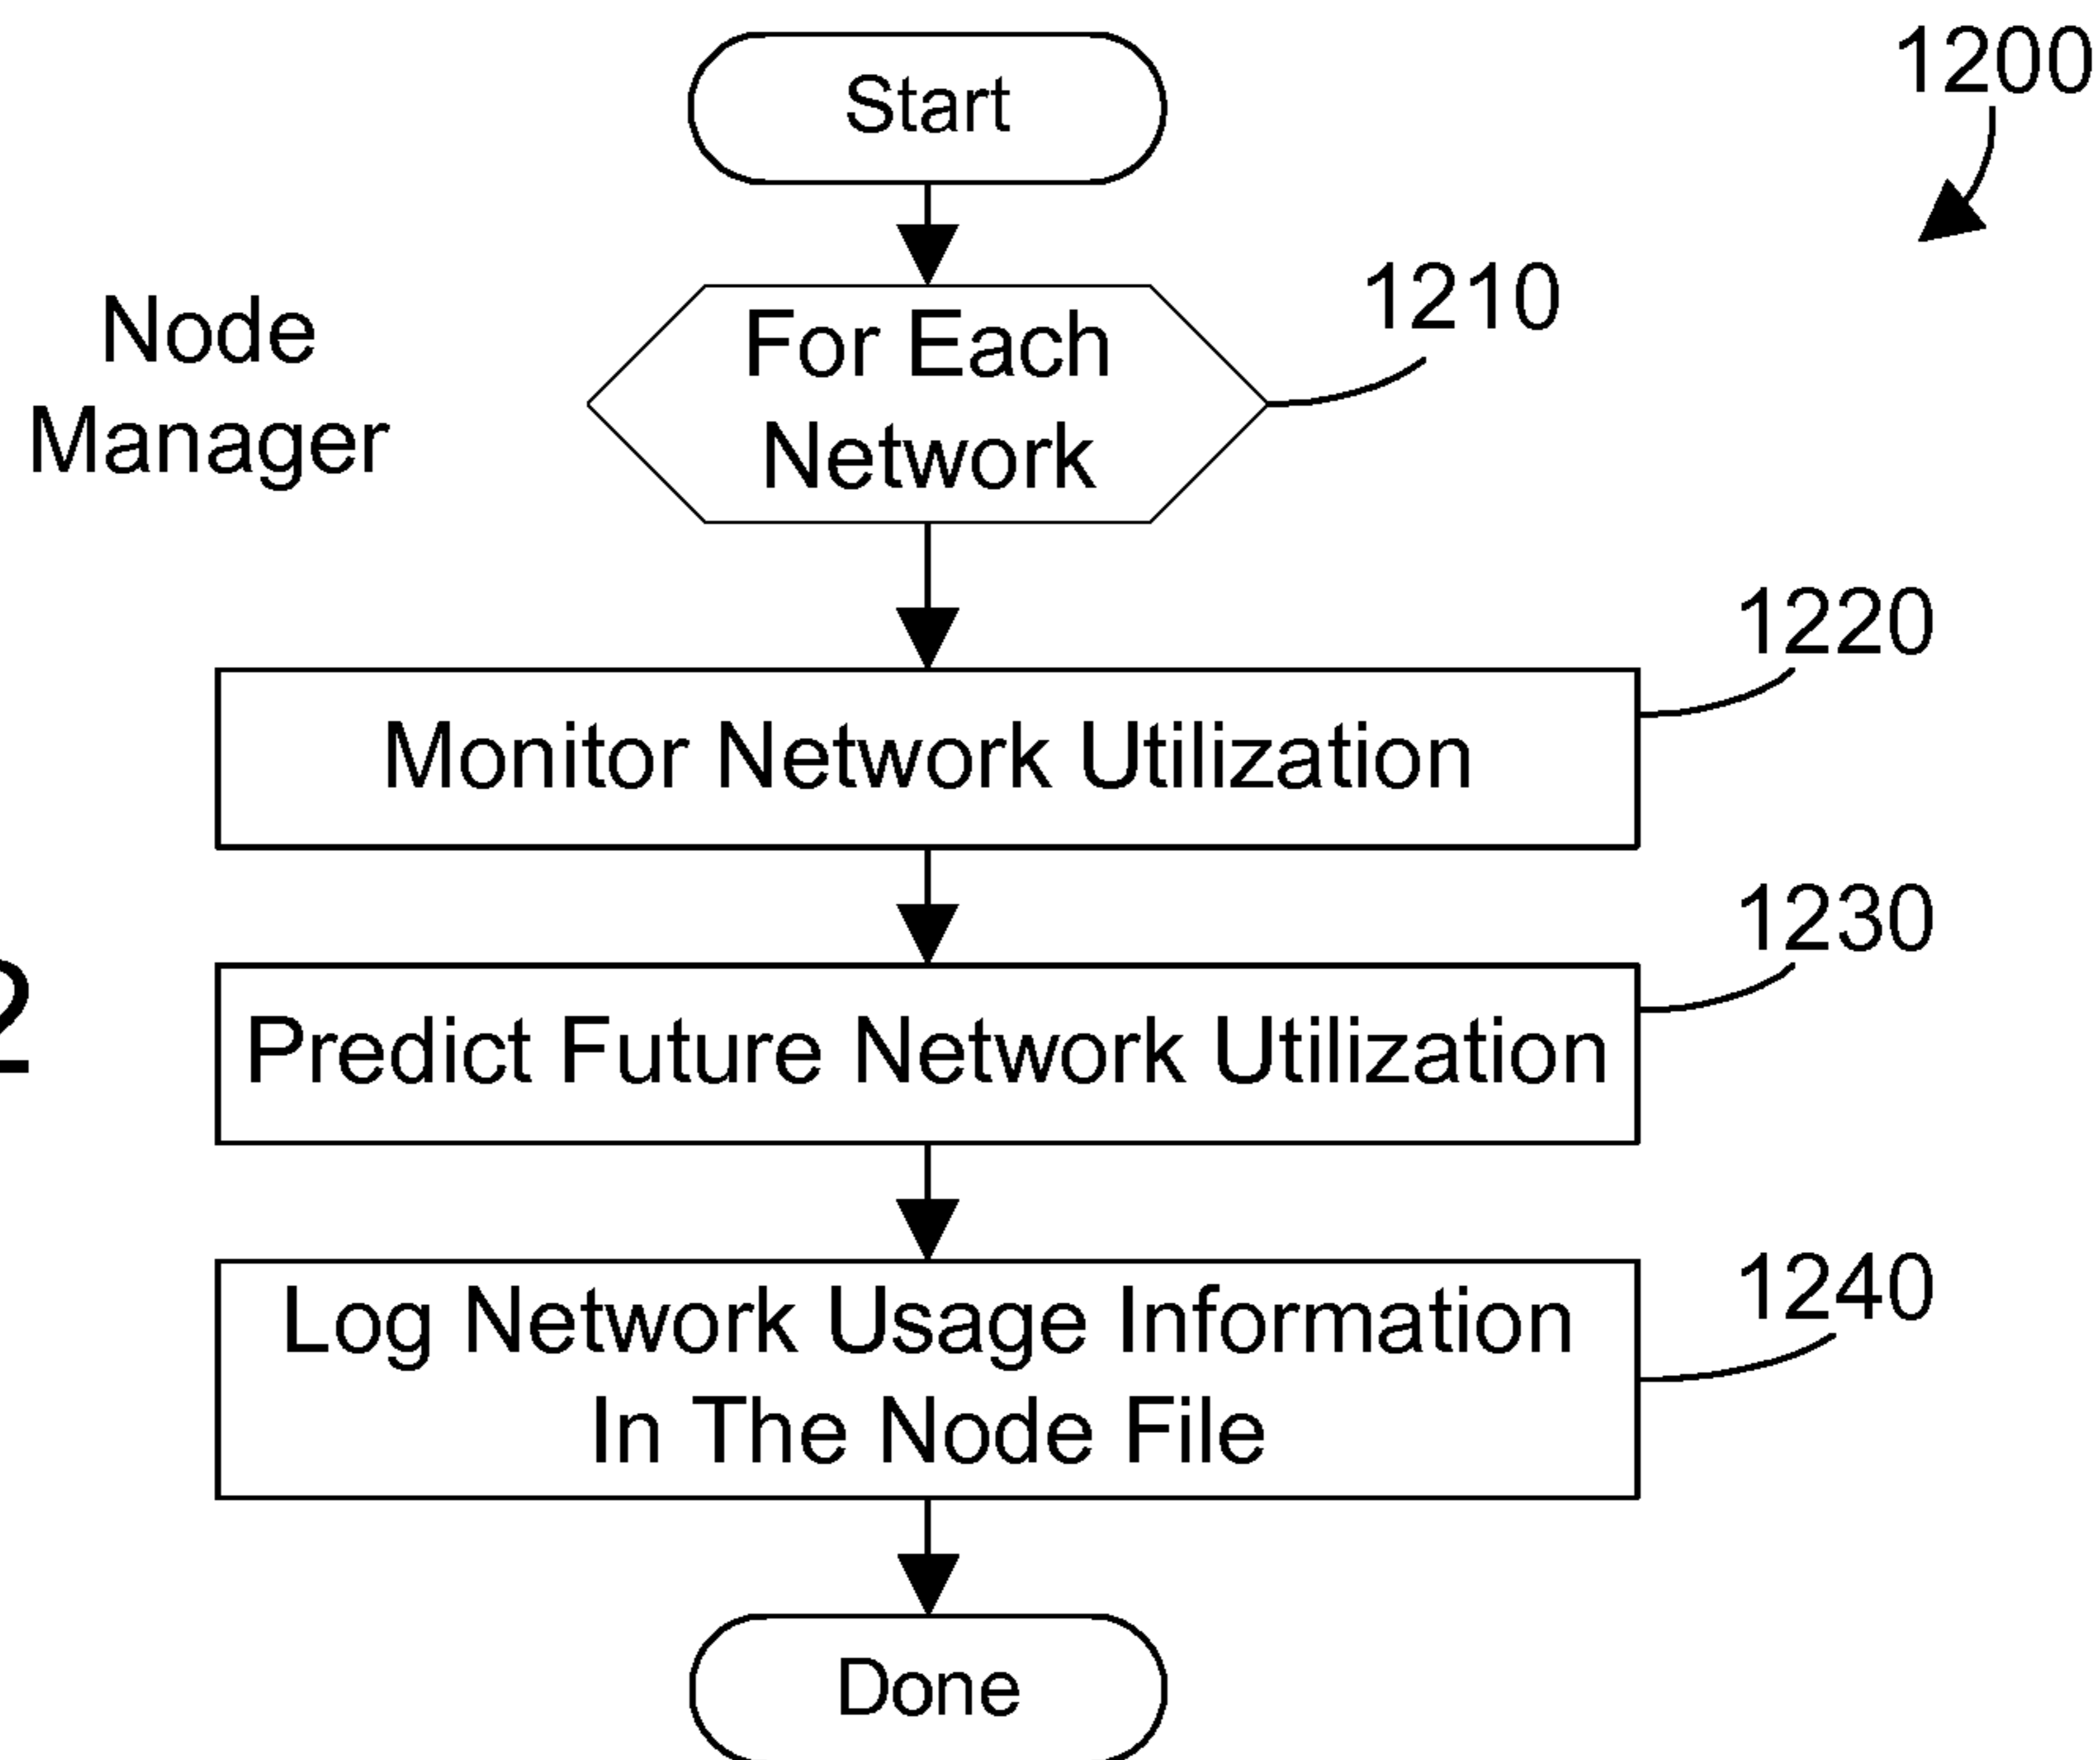 Start
1200
For Each
Network
1210
Node
Manager
1220
Monitor Network Utilization
1230
2
Predict Future Network Utilization
1240
Log Network Usage Information
In The Node File
Done